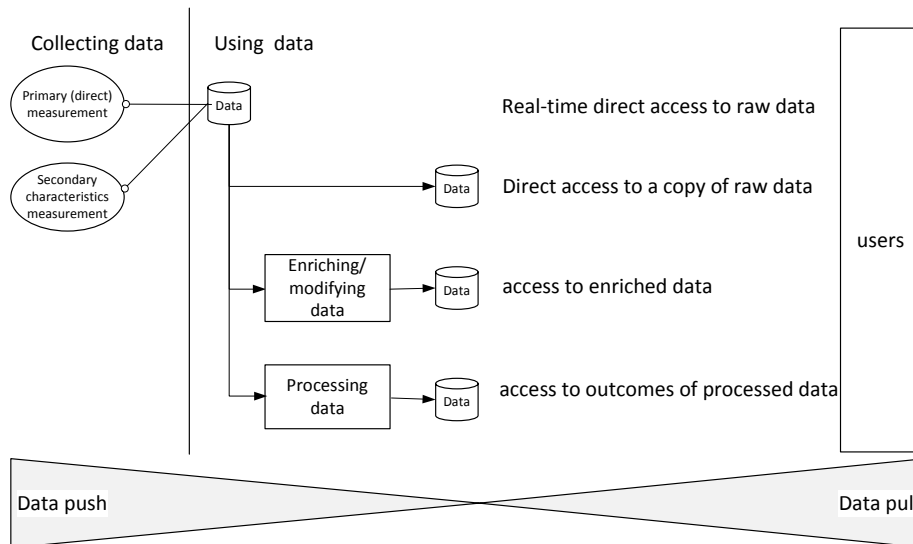 Collecting data
Using data
Primary (direct)
measurement
Data
Real-time direct access to raw data
Secondary
characteristics
measurement
Data
Direct access to a copy of raw data
users
Enriching/
modifying
data
Data
access to enriched data
Processing
data
Data
access to outcomes of processed data
Data push
Data pul